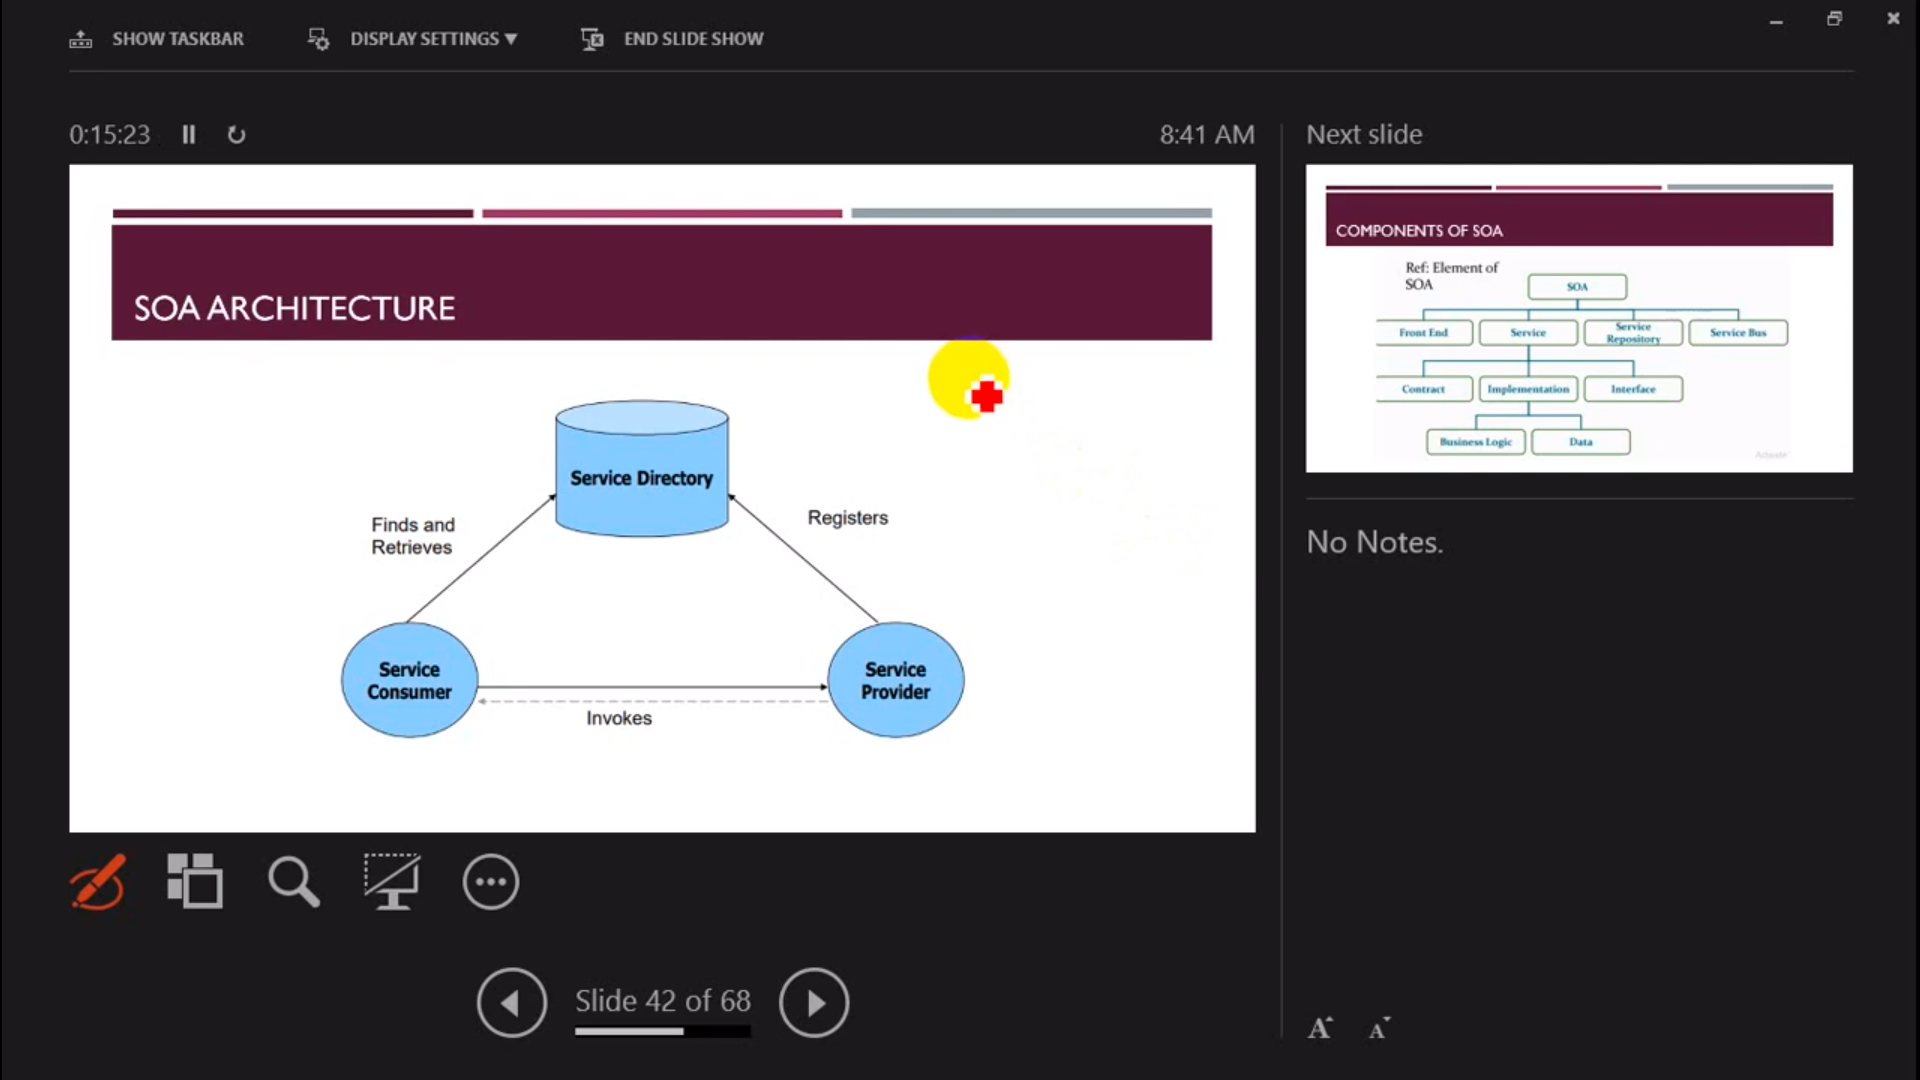 SHOW TASKBAR
DISPLAY SETTINGS ▼
END SLIDE SHOW
0:15:23
8:41 AM
SOA ARCHITECTURE
Service Directory
Finds and
Retrieves
Registers
Service
Consumer
Service
Provider
Invokes
Slide 42 of 68
Next slide
COMPONENTS OF SOA
Ref: Element of
SOA
SOA
Front End
Service
Service
Repository
Service Bus
Contract
Implementation
Interface
Business Logic
Data
No Notes.
A A